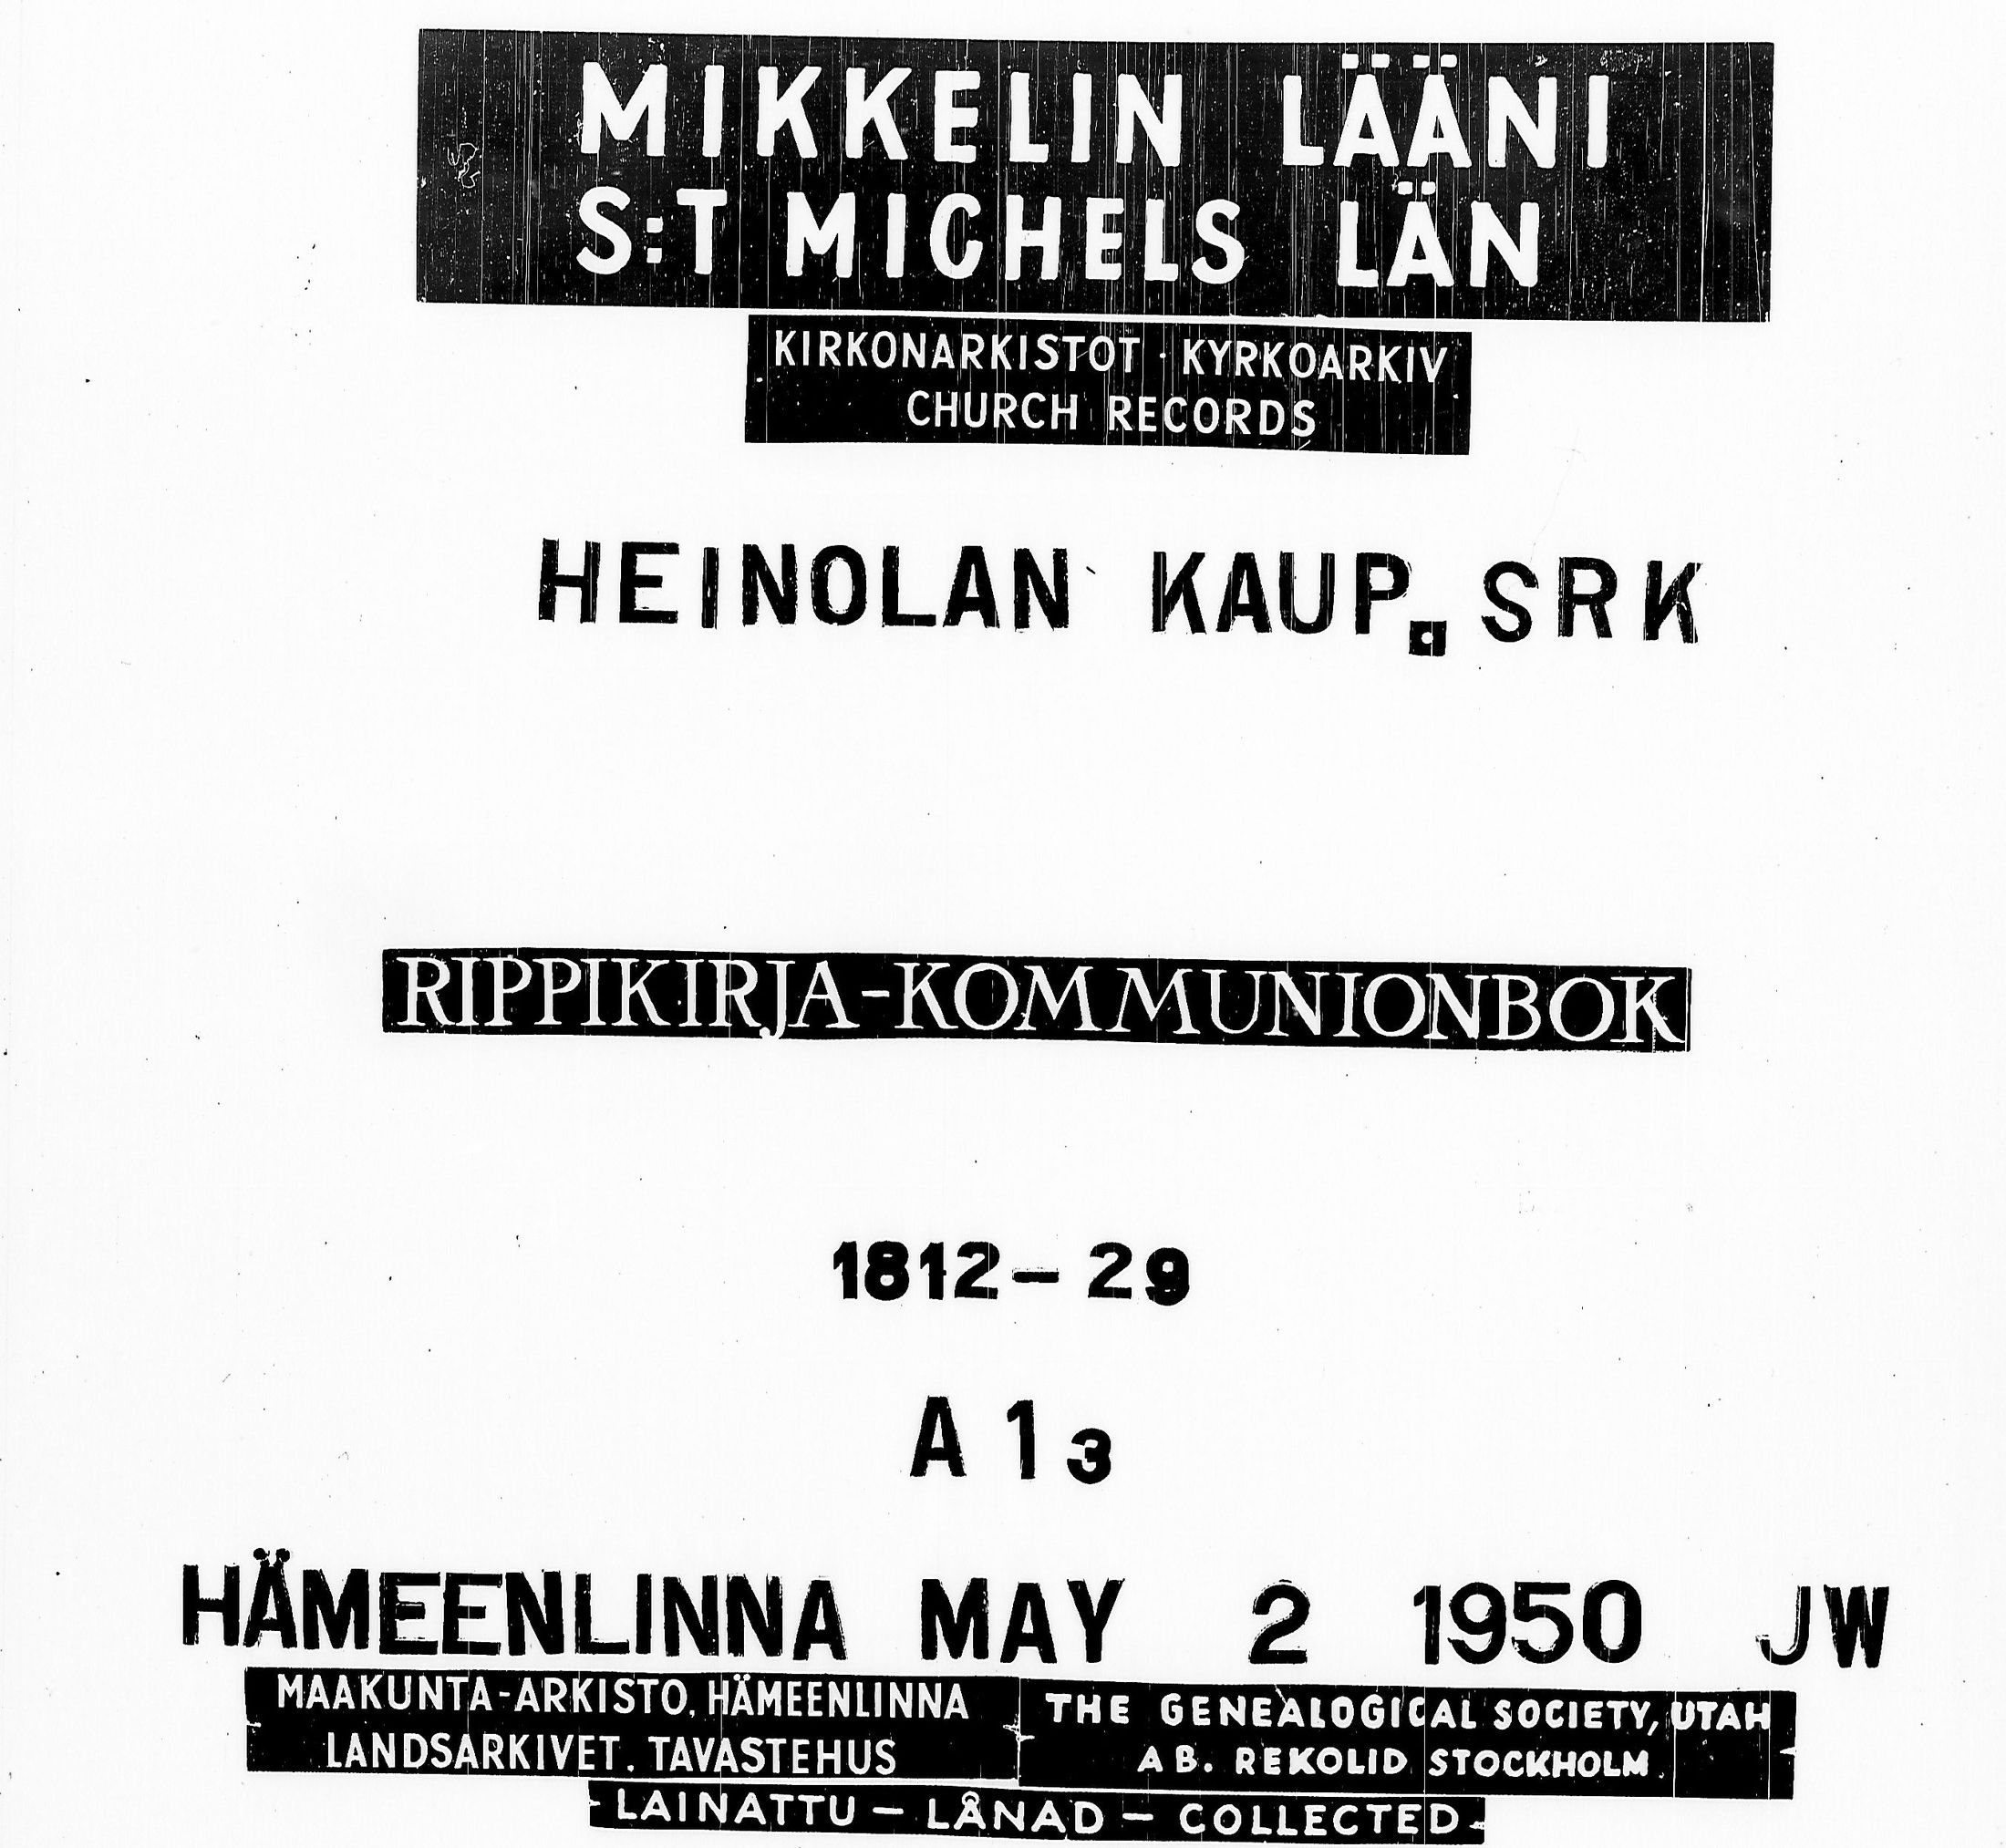 MIKKELIN LÄÄNI
S:T MICHELS LÄN
KIRKONARKISTOT · KYRKOARKIV
CHURCH RECORDS
HEINOLAN KAUP. SRK
RIPPIKIRJA-KOMMUNIONBOK
1812-29
A 13
HÄMEENLINNA MAY 2 1950 JW
MAAKUNTA-ARKISTO, HÄMEENLINNA
LANDSARKIVET. TAVASTEHUS
THE GENEALOGICAL SOCIETY, UTAH
AB. REKOLID STOCKHOLM
LAINATTU - LÅNAD - COLLECTED